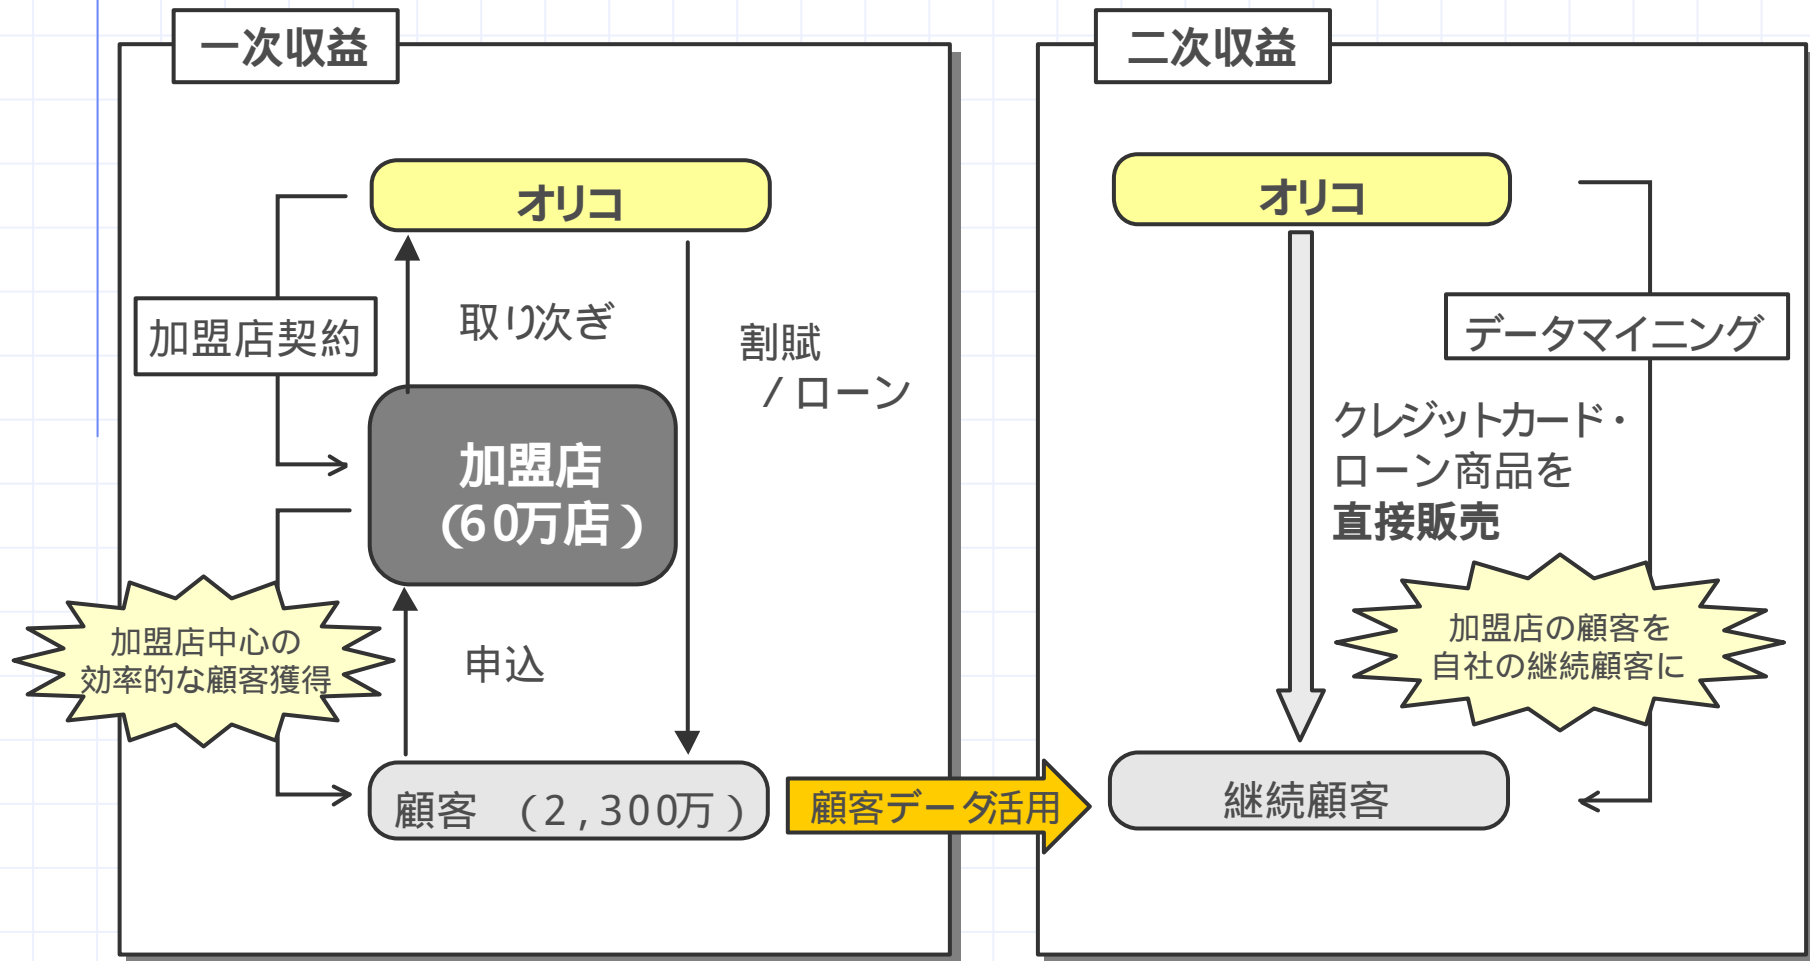 一次収益
オリコ
加盟店契約
取り次ぎ
割賦
/ローン
加盟店
(60万店)
加盟店中心の
効率的な顧客獲得
申込
顧客 (2,300万)
顧客データ活用
二次収益
オリコ
データマイニング
クレジットカード・
ローン商品を
直接販売
加盟店の顧客を
自社の継続顧客に
継続顧客